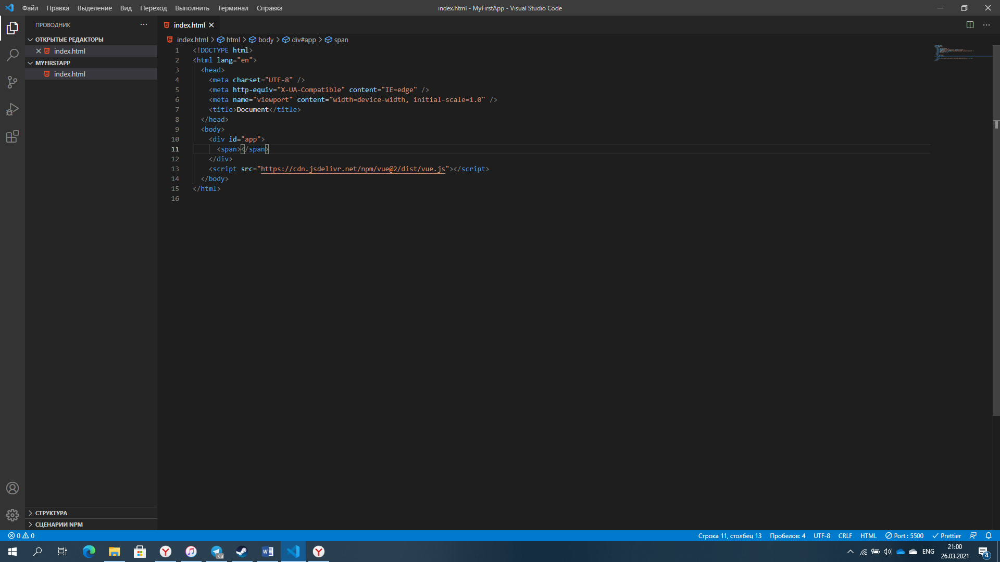 Файл Правка Выделение Вид Переход Выполнить Терминал Справка
index.html - MyFirstApp - Visual Studio Code
ПРОВОДНИК
ОТКРЫТЫЕ РЕДАКТОРЫ
index.html
MYFIRSTAPP
index.html
СТРУКТУРА
СЦЕНАРИИ NPM
index.html
index.html > html > body > div#app > span
1 <!DOCTYPE html>
2 <html lang="en">
3 <head>
4 <meta charset="UTF-8" />
5 <meta http-equiv="X-UA-Compatible" content="IE=edge" />
6 <meta name="viewport" content="width=device-width, initial-scale=1.0" />
7 <title>Document</title>
8 </head>
9 <body>
10 <div id="app">
11 <span></span>
12 </div>
13 <script src="https://cdn.jsdelivr.net/npm/vue@2/dist/vue.js"></script>
14 </body>
15 </html>
16
0 0
Строка 11, столбец 13 Пробелов: 4 UTF-8 CRLF HTML Port : 5500 Prettier
.03
ENG
21:00
26.03.2021
4